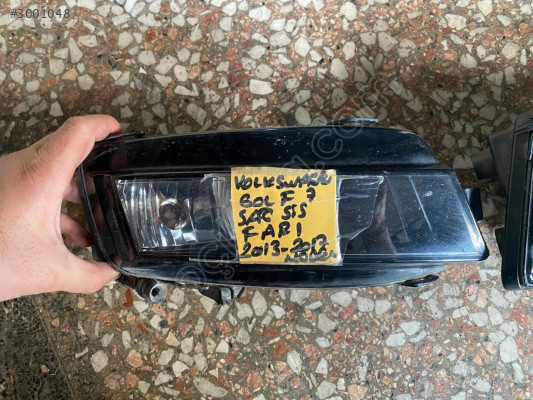 #3001048
VOLKSWAGEN
GOLF 7
SAĞ SİS
FARI
2013-2017